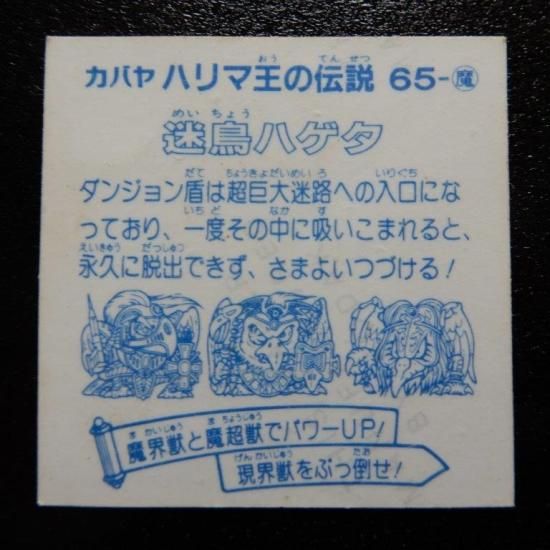 カバヤ ハリマ王の伝説 65-魔
迷鳥ハゲタ
ダンジョン盾は超巨大迷路への入口にな
っており、一度その中に吸いこまれると、
永久に脱出できず、さまよいつづける!
魔界獣と魔超獣でパワーUP!
現界獣をぶっ倒せ!